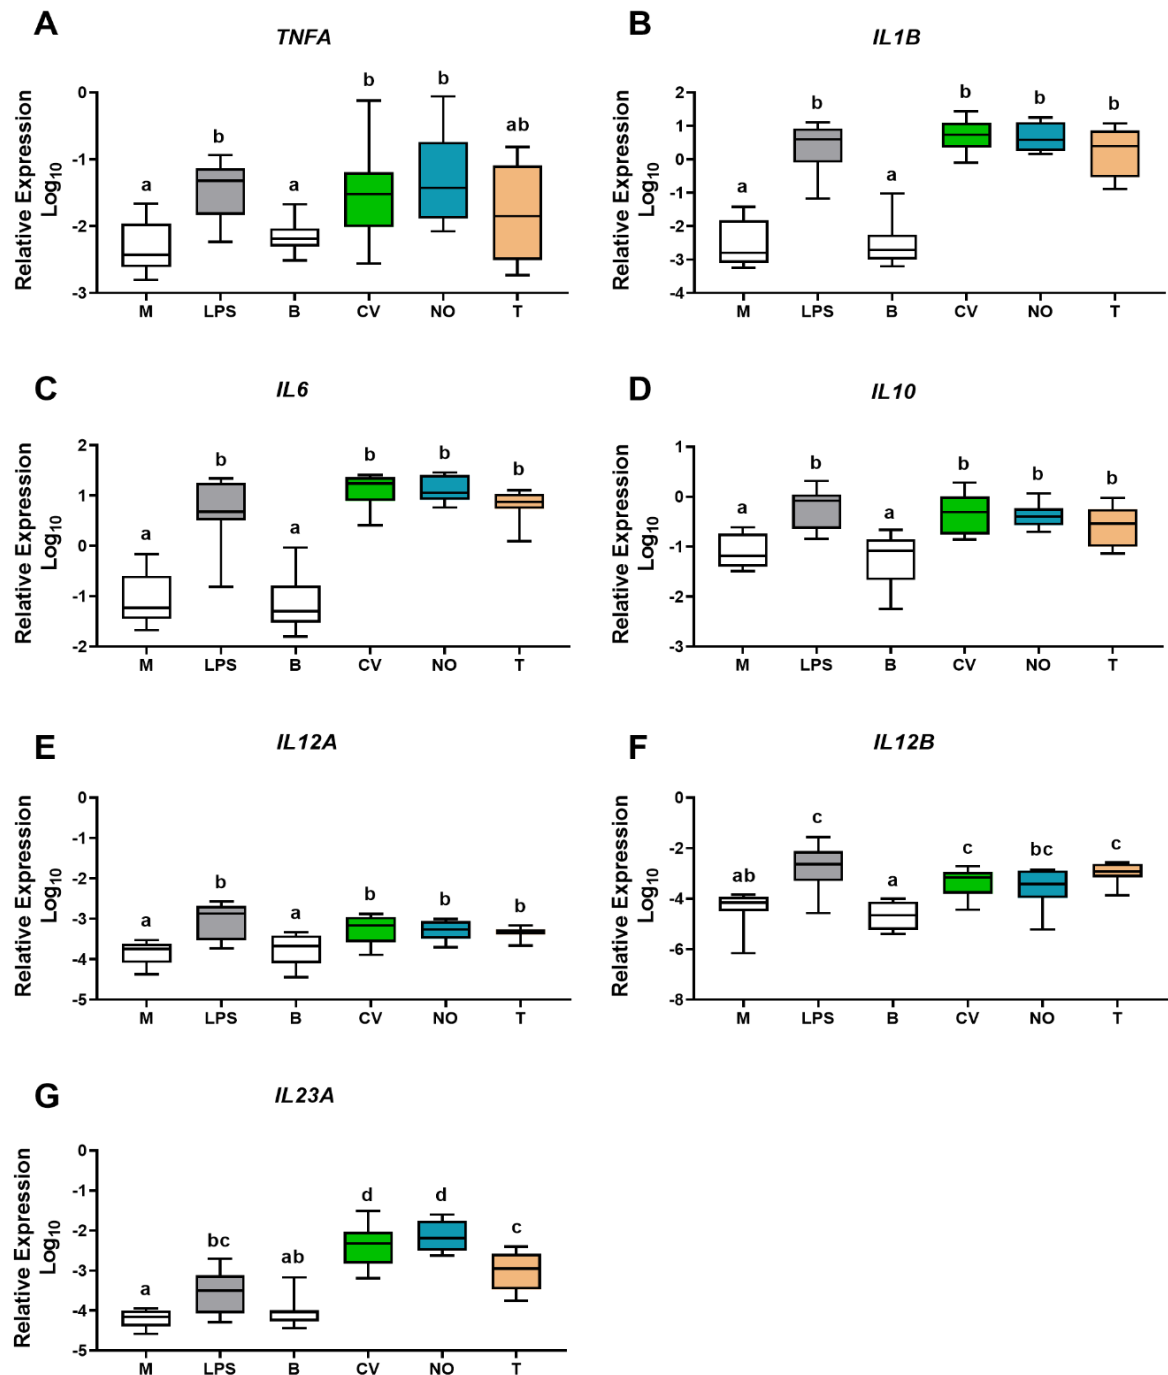 A
TNFA
Relative Expression
Log10
0
-1
-2
-3
a
b
a
b
b
ab
M LPS B CV NO T
B
IL1B
Relative Expression
Log10
2
1
0
-1
-2
-3
-4
a
b
a
b
b
b
M LPS B CV NO T
C
IL6
Relative Expression
Log10
2
1
0
-1
-2
a
b
a
b
b
b
M LPS B CV NO T
D
IL10
Relative Expression
Log10
1
0
-1
-2
-3
a
b
a
b
b
b
M LPS B CV NO T
E
IL12A
Relative Expression
Log10
0
-1
-2
-3
-4
-5
a
b
a
b
b
b
M LPS B CV NO T
F
IL12B
Relative Expression
Log10
0
-2
-4
-6
-8
ab
c
a
c
bc
c
M LPS B CV NO T
G
IL23A
Relative Expression
Log10
0
-1
-2
-3
-4
-5
a
bc
ab
d
d
c
M LPS B CV NO T